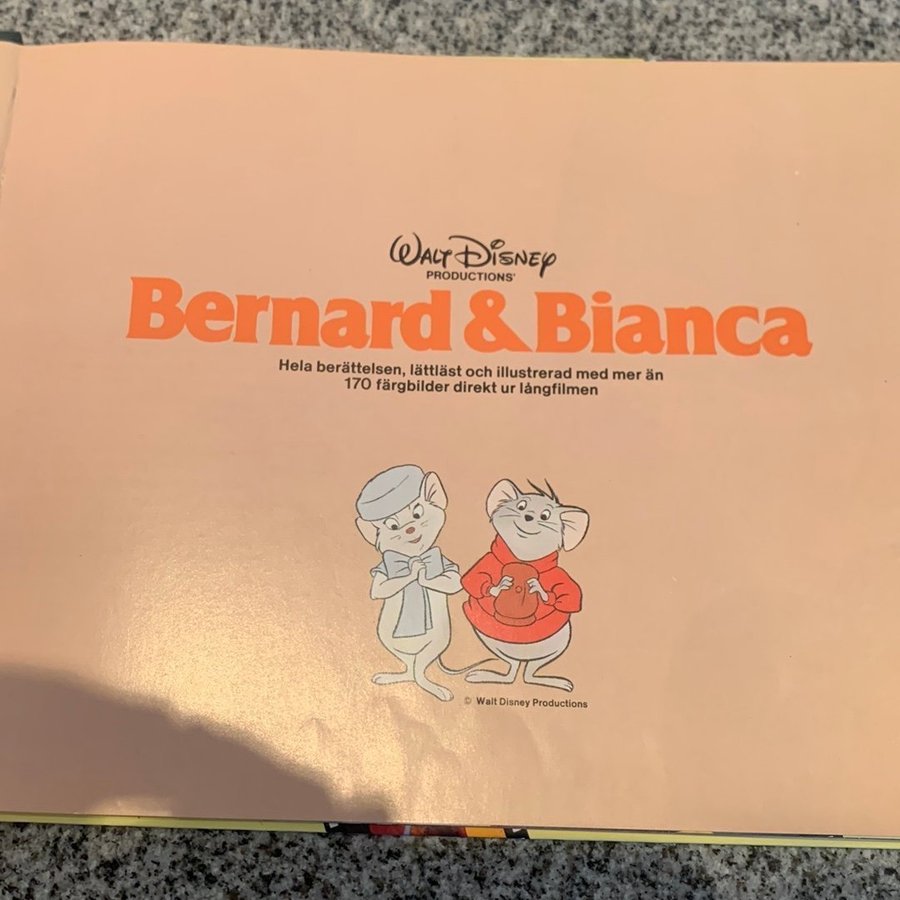 WALT DISNEY
PRODUCTIONS'
Bernard & Bianca
Hela berättelsen, lättläst och illustrerad med mer än
170 färgbilder direkt ur långfilmen
© Walt Disney Productions